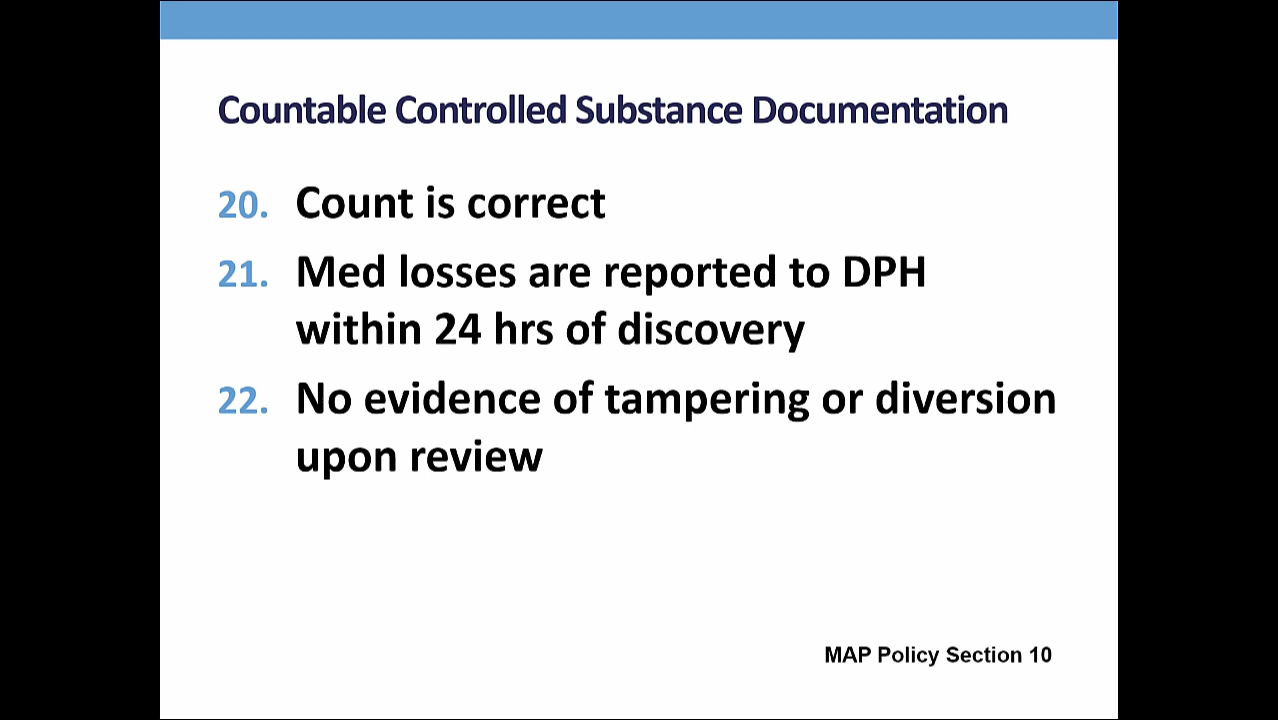 Countable Controlled Substance Documentation
20. Count is correct
21. Med losses are reported to DPH
within 24 hrs of discovery
22. No evidence of tampering or diversion
upon review
MAP Policy Section 10